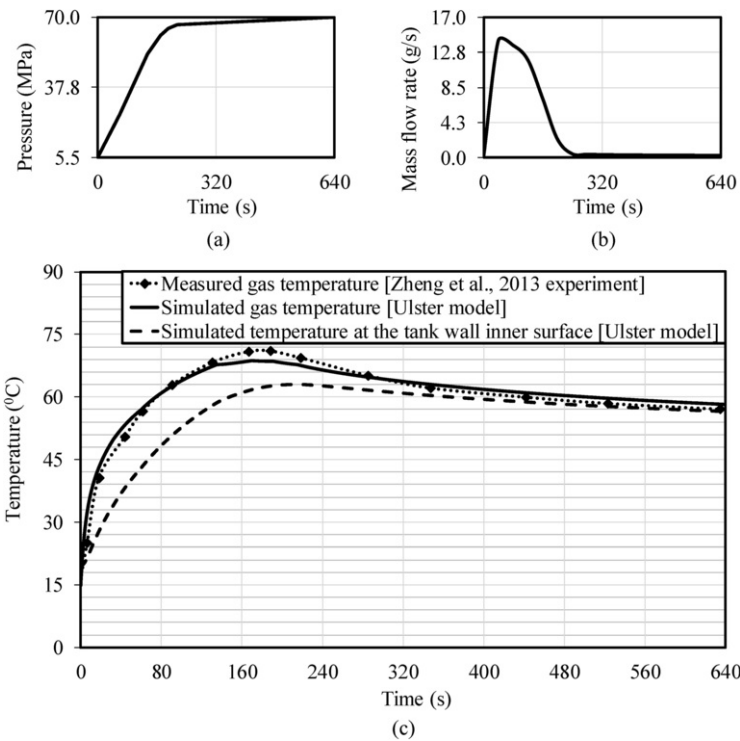 70.0
37.8
5.5
Pressure (MPa)
0
320
640
Time (s)
(a)
17.0
12.8
8.5
4.3
0.0
Mass flow rate (g/s)
0
320
640
Time (s)
(b)
90
75
60
45
30
15
0
Temperature (⁰C)
Measured gas temperature [Zheng et al., 2013 experiment]
Simulated gas temperature [Ulster model]
Simulated temperature at the tank wall inner surface [Ulster model]
0
80
160
240
320
400
480
560
640
Time (s)
(c)